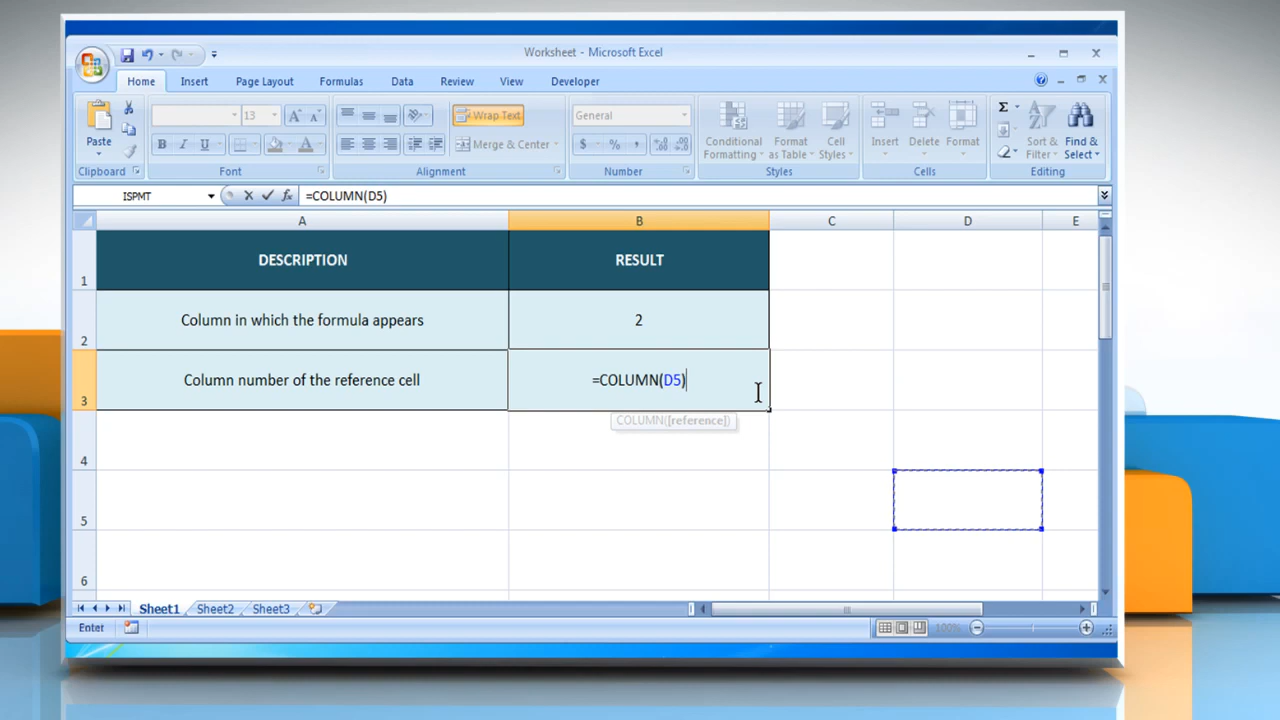 Worksheet - Microsoft Excel
Home Insert Page Layout Formulas Data Review View Developer
13
Wrap Text
General
Paste
B I U
Merge & Center
$ % ,
Conditional Formatting
Format as Table
Cell Styles
Insert
Delete
Format
Sort & Filter
Find & Select
Clipboard Font Alignment Number Styles Cells Editing
ISPMT
=COLUMN(D5)
A B C D E
1 DESCRIPTION RESULT
2 Column in which the formula appears 2
3 Column number of the reference cell =COLUMN(D5)
COLUMN([reference])
4
5
6
Sheet1 Sheet2 Sheet3
Enter 100%